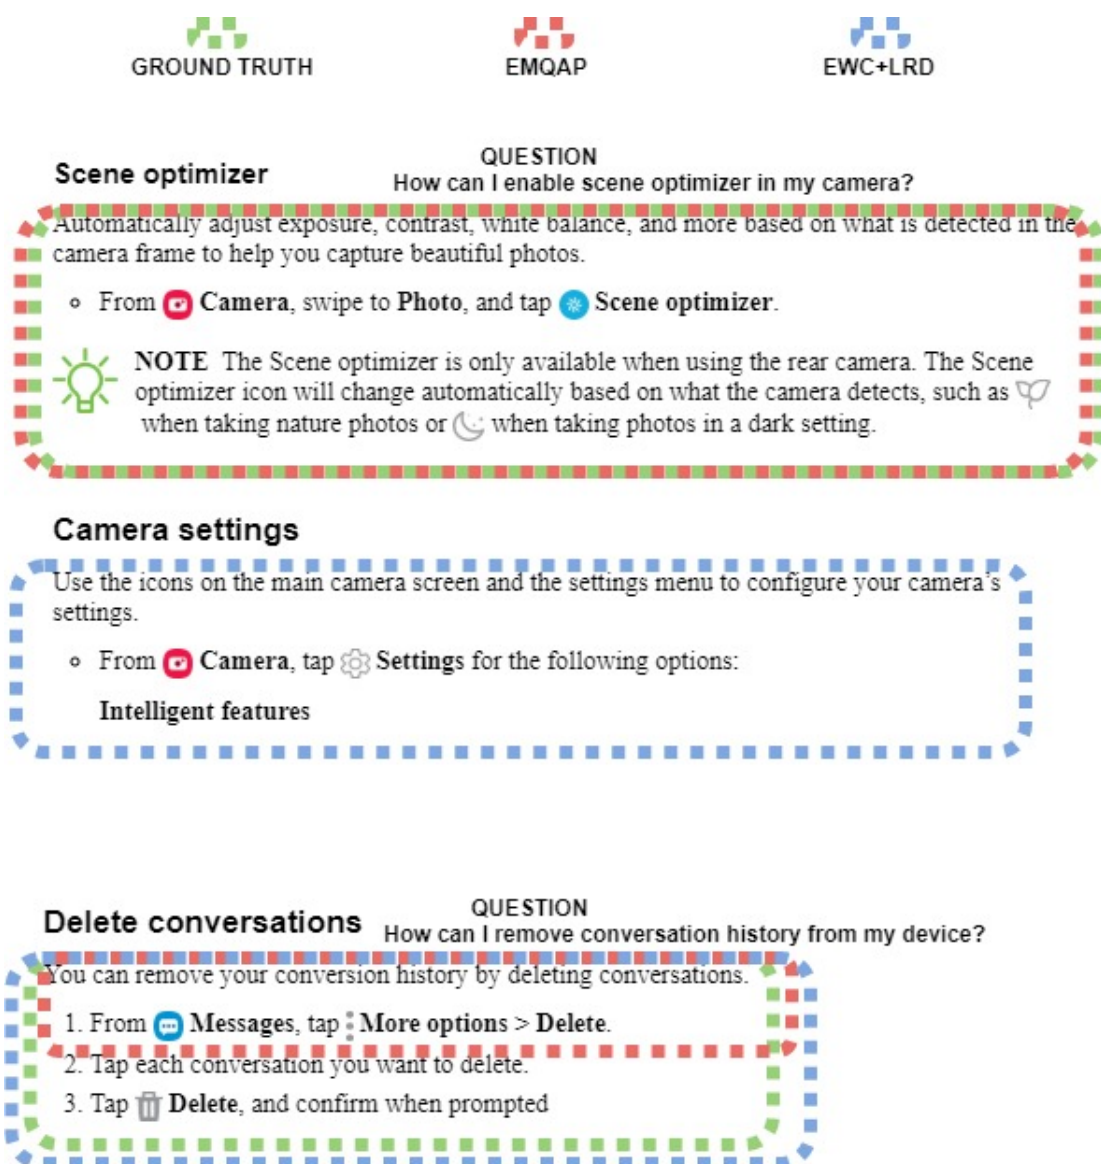 GROUND TRUTH
EMQAP
EWC+LRD
Scene optimizer
QUESTION
How can I enable scene optimizer in my camera?
Automatically adjust exposure, contrast, white balance, and more based on what is detected in the
camera frame to help you capture beautiful photos.
From Camera, swipe to Photo, and tap Scene optimizer.
NOTE The Scene optimizer is only available when using the rear camera. The Scene
optimizer icon will change automatically based on what the camera detects, such as
when taking nature photos or when taking photos in a dark setting.
Camera settings
Use the icons on the main camera screen and the settings menu to configure your camera's
settings.
From Camera, tap Settings for the following options:
Intelligent features
Delete conversations
QUESTION
How can I remove conversation history from my device?
You can remove your conversion history by deleting conversations.
1. From Messages, tap More options > Delete.
2. Tap each conversation you want to delete.
3. Tap Delete, and confirm when prompted